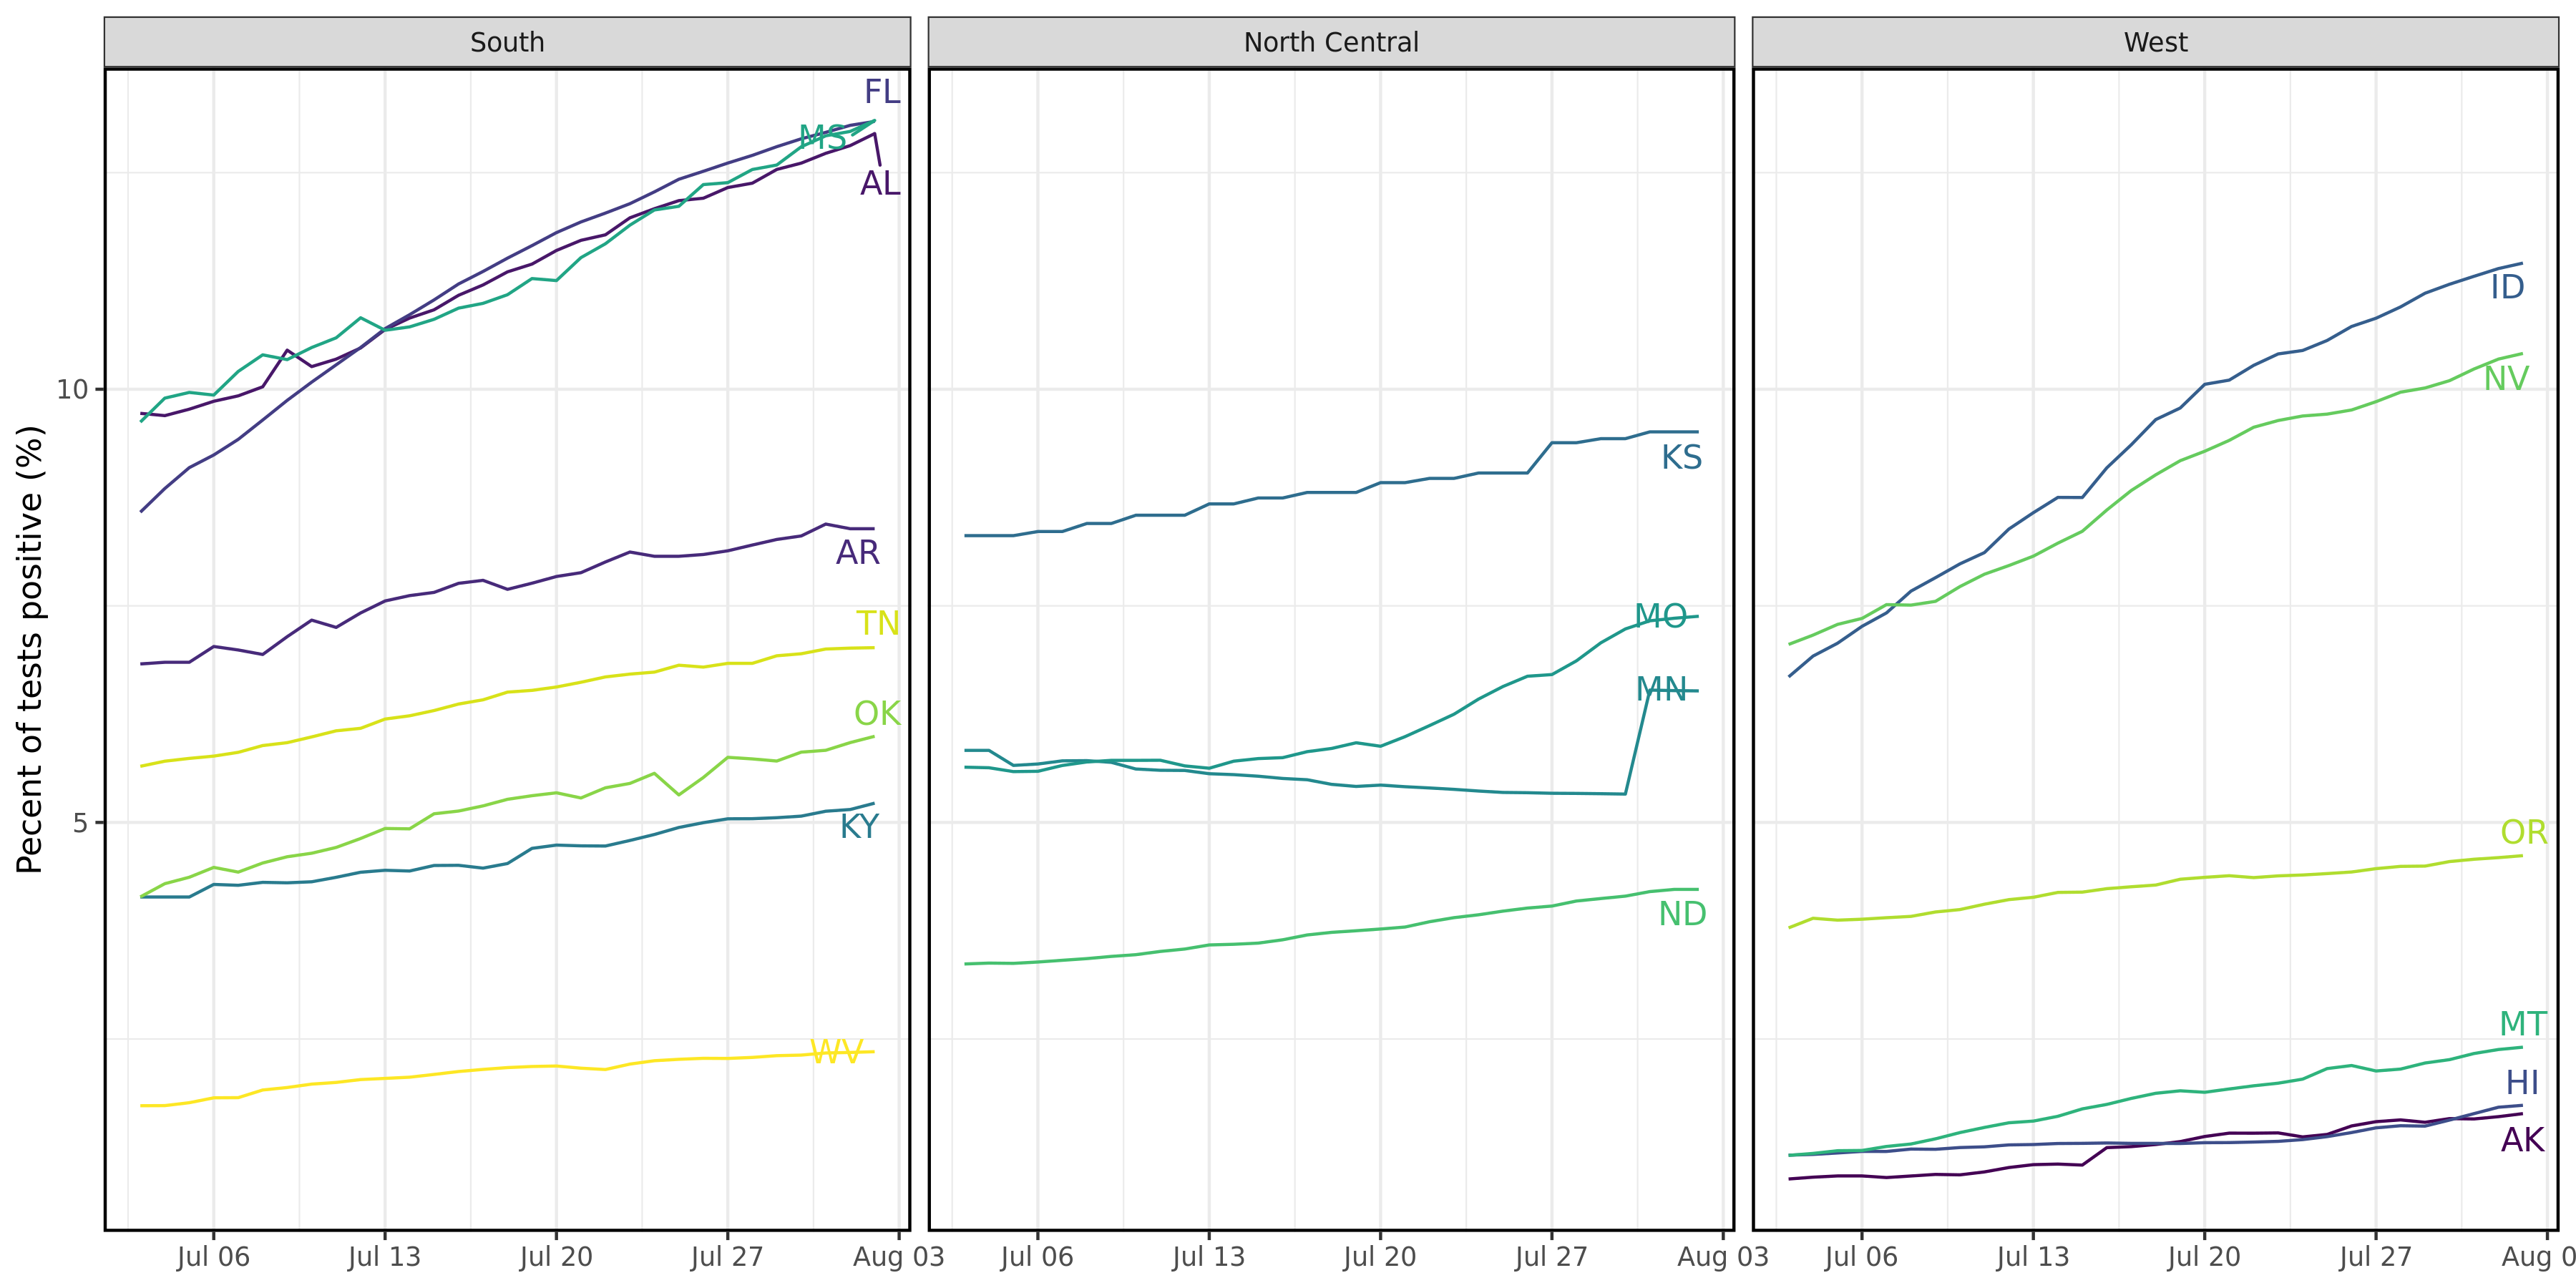 South
North Central
West
Pecent of tests positive (%)
10
5
FL
MS
AL
AR
TN
OK
KY
WV
KS
MO
MN
ND
ID
NV
OR
MT
HI
AK
Jul 06 Jul 13 Jul 20 Jul 27 Aug 03
Jul 06 Jul 13 Jul 20 Jul 27 Aug 03
Jul 06 Jul 13 Jul 20 Jul 27 Aug 0